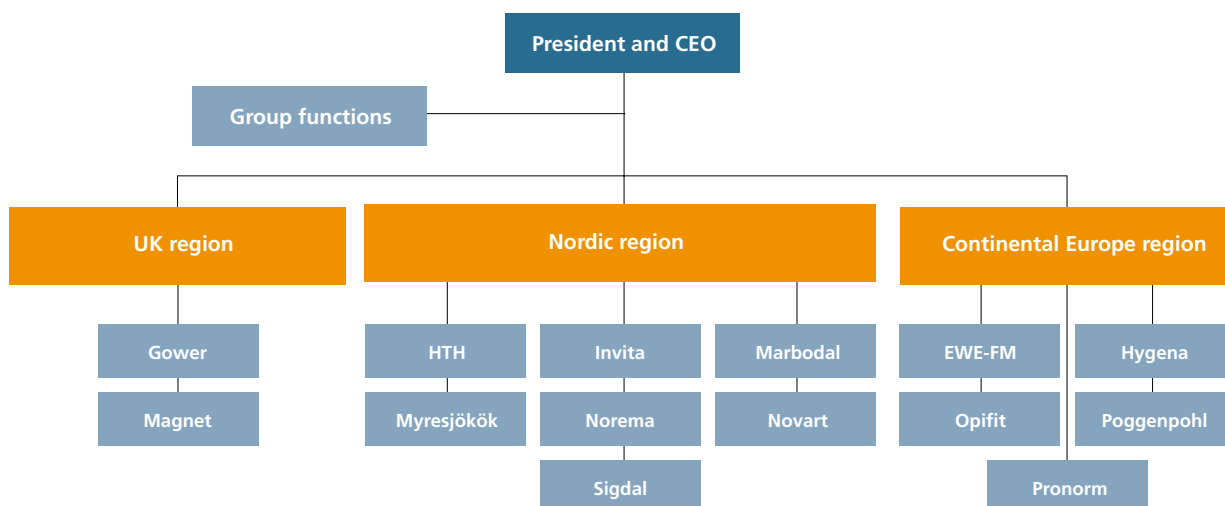 President and CEO
Group functions
UK region
Nordic region
Continental Europe region
Gower
HTH
Invita
Marbodal
EWE-FM
Hygena
Magnet
Myresjökök
Norema
Novart
Opifit
Poggenpohl
Sigdal
Pronorm